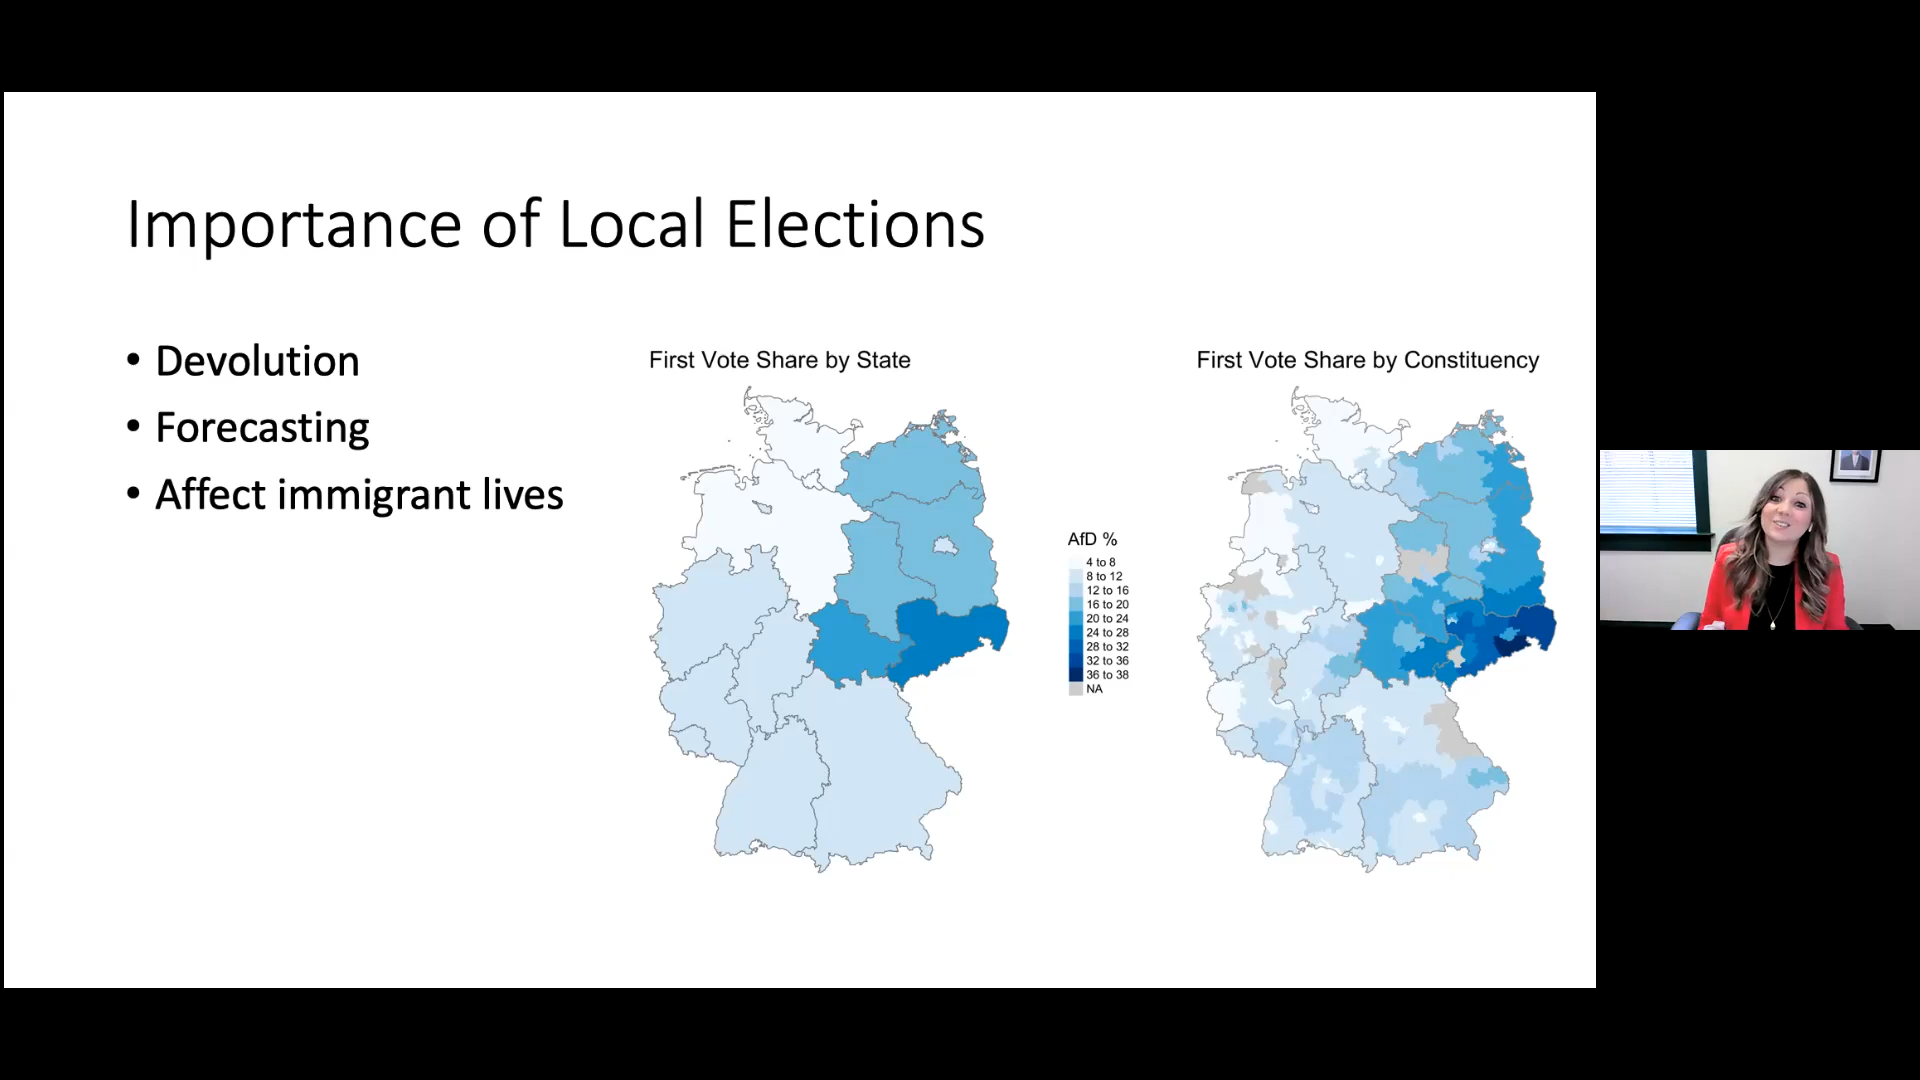 Importance of Local Elections
• Devolution
• Forecasting
• Affect immigrant lives
First Vote Share by State
AfD %
4 to 8
8 to 12
12 to 16
16 to 20
20 to 24
24 to 28
28 to 32
32 to 36
36 to 38
NA
First Vote Share by Constituency